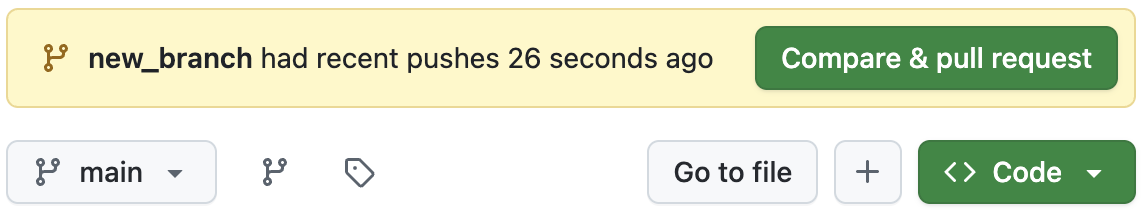 new_branch had recent pushes 26 seconds ago
Compare & pull request
main
Go to file
Code